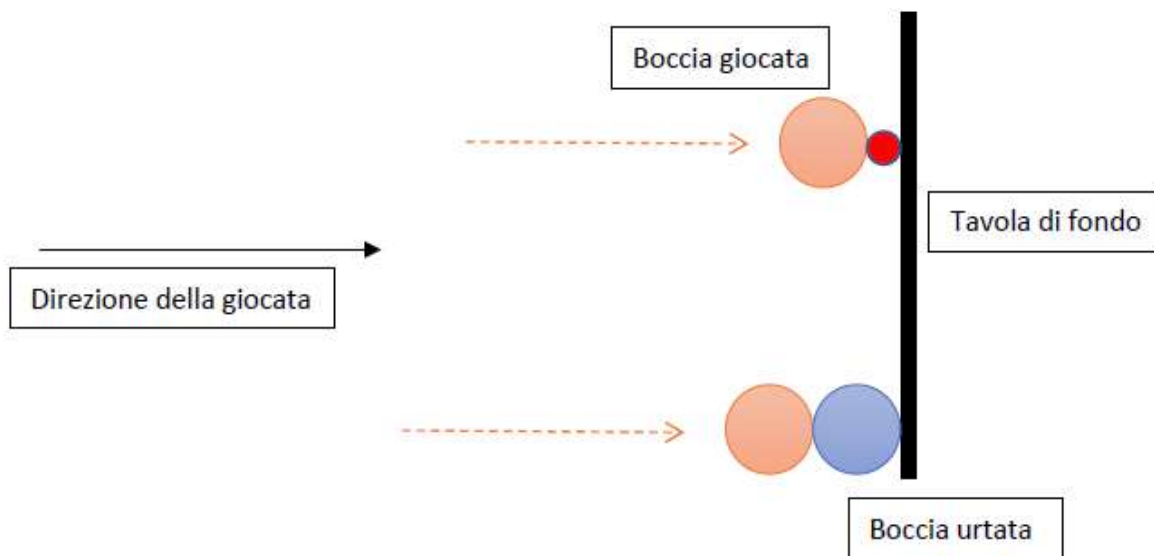 Boccia giocata
Tavola di fondo
Direzione della giocata
Boccia urtata